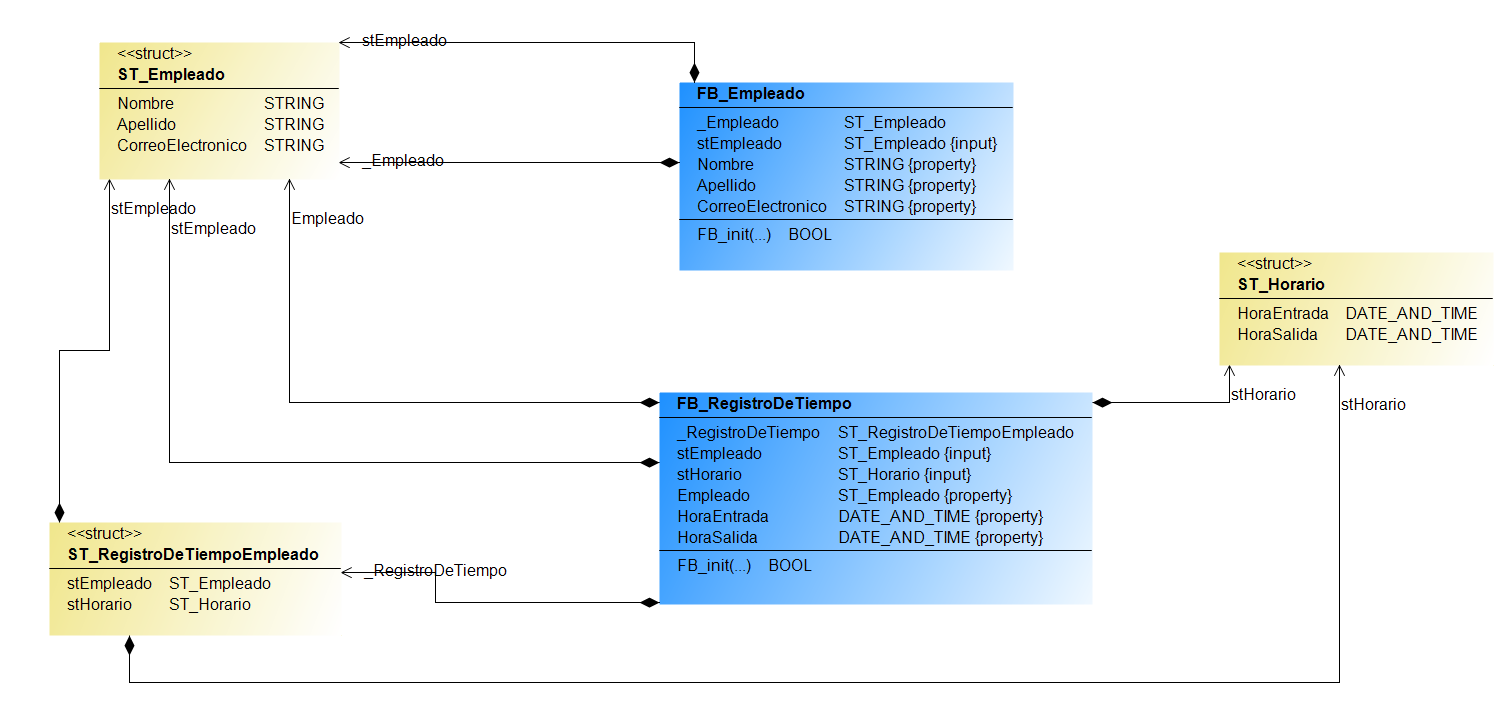 stEmpleado
<<struct>>
ST_Empleado
Nombre STRING
Apellido STRING
CorreoElectronico STRING
_Empleado
FB_Empleado
_Empleado ST_Empleado
stEmpleado ST_Empleado {input}
Nombre STRING {property}
Apellido STRING {property}
CorreoElectronico STRING {property}
FB_init(...) BOOL
stEmpleado
stEmpleado
Empleado
<<struct>>
ST_Horario
HoraEntrada DATE_AND_TIME
HoraSalida DATE_AND_TIME
stHorario
stHorario
FB_RegistroDeTiempo
_RegistroDeTiempo ST_RegistroDeTiempoEmpleado
stEmpleado ST_Empleado {input}
stHorario ST_Horario {input}
Empleado ST_Empleado {property}
HoraEntrada DATE_AND_TIME {property}
HoraSalida DATE_AND_TIME {property}
FB_init(...) BOOL
<<struct>>
ST_RegistroDeTiempoEmpleado
stEmpleado ST_Empleado
stHorario ST_Horario
_RegistroDeTiempo